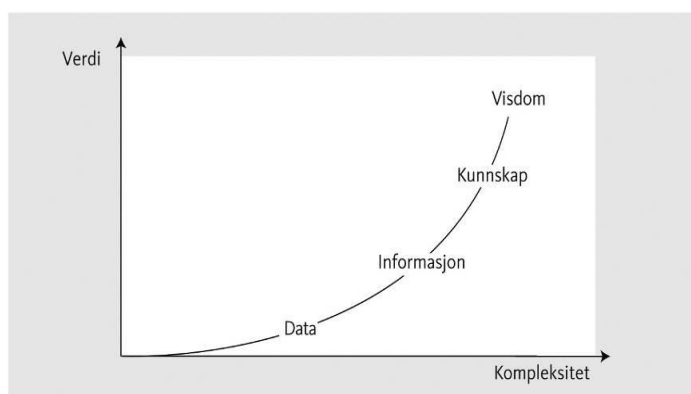 Verdi
Visdom
Kunnskap
Informasjon
Data
Kompleksitet